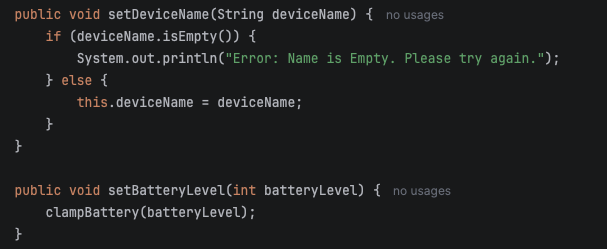 public void setDeviceName(String deviceName) { no usages
    if (deviceName.isEmpty()) {
        System.out.println("Error: Name is Empty. Please try again.");
    } else {
        this.deviceName = deviceName;
    }
}

public void setBatteryLevel(int batteryLevel) { no usages
    clampBattery(batteryLevel);
}